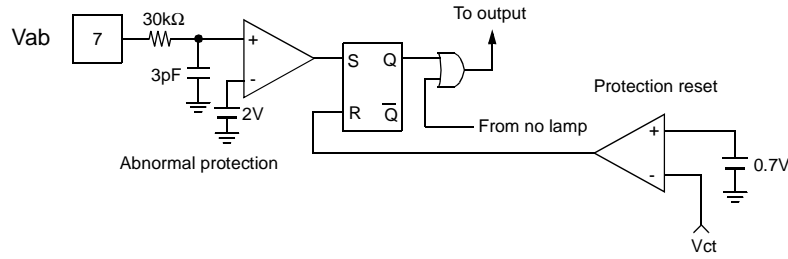 To output
30kΩ
Vab
7
+
-
3pF
2V
S
Q
R
Q̅
Abnormal protection
From no lamp
Protection reset
+
-
0.7V
Vct